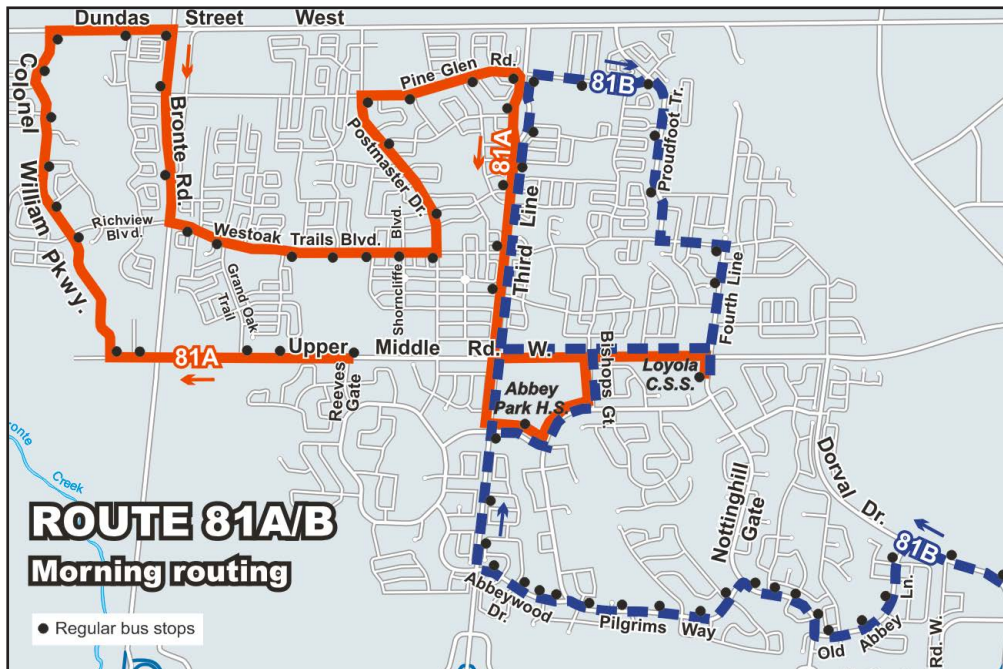 Dundas Street West
Colonel William Pkwy.
Bronte Rd
Pine Glen Rd.
81B
81A
Proudfoot Tr.
Postmaster Dr.
Third Line
Richview
Blvd.
Westoak Trails Blvd.
Shorncliffe Blvd.
Grand Oak
Trail
Fourth Line
Upper Middle Rd. W.
81A
Reeves
Gate
Bishops Gt.
Loyola
C.S.S.
Abbey
Park H.S.
Creek
Nottinghill
Gate
Dorval Dr.
81B
ROUTE 81A/B
Morning routing
Regular bus stops
Abbeywood
Dr.
Pilgrims Way
Old Abbey Ln.
Rd. W.